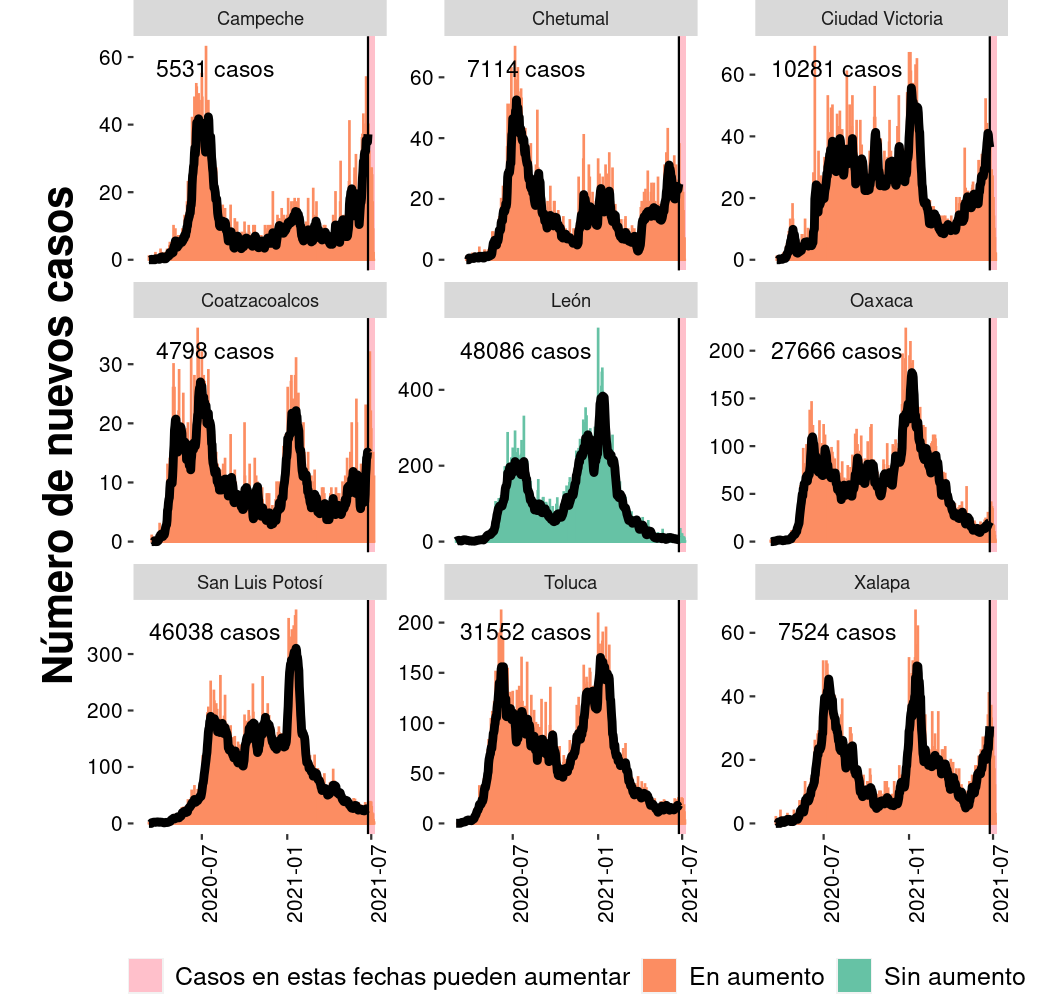 Número de nuevos casos
Campeche
Chetumal
Ciudad Victoria
60
40
20
0
5531 casos
60
40
20
0
7114 casos
60
40
20
0
10281 casos
Coatzacoalcos
León
Oaxaca
30
20
10
0
4798 casos
400
200
0
48086 casos
200
150
100
50
0
27666 casos
San Luis Potosí
Toluca
Xalapa
300
200
100
0
46038 casos
200
150
100
50
0
31552 casos
60
40
20
0
7524 casos
2020-07
2021-01
2021-07
2020-07
2021-01
2021-07
2020-07
2021-01
2021-07
Casos en estas fechas pueden aumentar
En aumento
Sin aumento